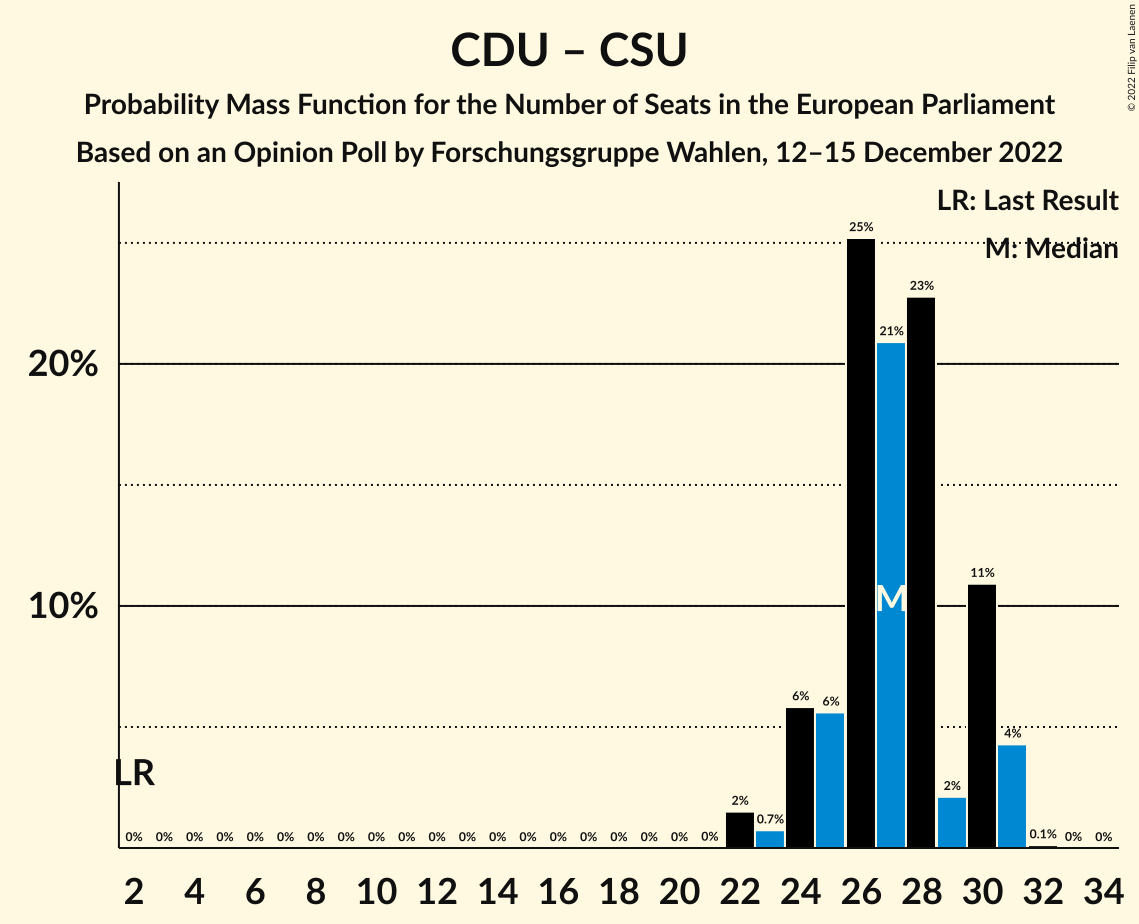 CDU – CSU
Probability Mass Function for the Number of Seats in the European Parliament
Based on an Opinion Poll by Forschungsgruppe Wahlen, 12–15 December 2022
© 2022 Filip van Laenen
LR: Last Result
M: Median
20%
10%
LR
M
0% 0% 0% 0% 0% 0% 0% 0% 0% 0% 0% 0% 0% 0% 0% 0% 0% 0% 0% 0% 2% 0.7% 6% 6% 25% 21% 23% 2% 11% 4% 0.1% 0% 0%
2 4 6 8 10 12 14 16 18 20 22 24 26 28 30 32 34